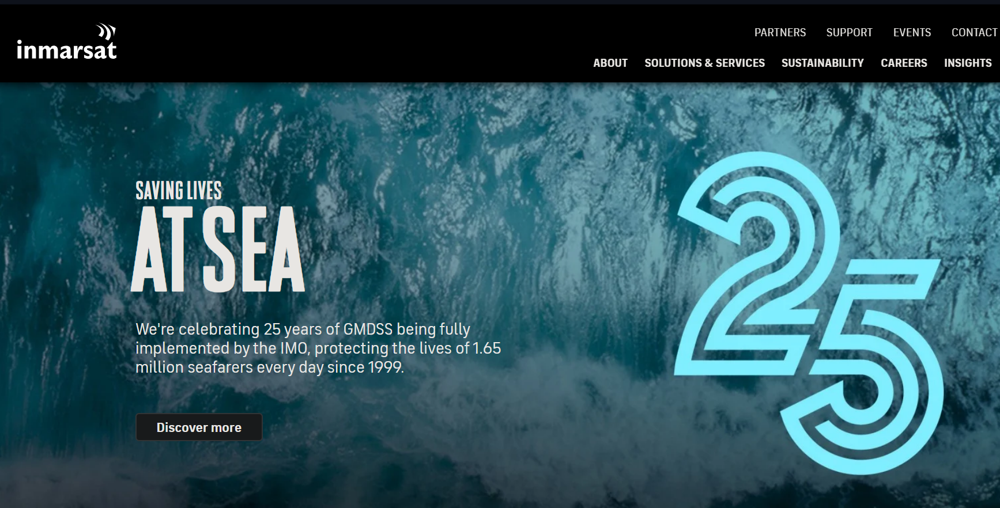 inmarsat
PARTNERS SUPPORT EVENTS CONTACT
ABOUT SOLUTIONS & SERVICES SUSTAINABILITY CAREERS INSIGHTS
SAVING LIVES
AT SEA
We're celebrating 25 years of GMDSS being fully
implemented by the IMO, protecting the lives of 1.65
million seafarers every day since 1999.
Discover more
25